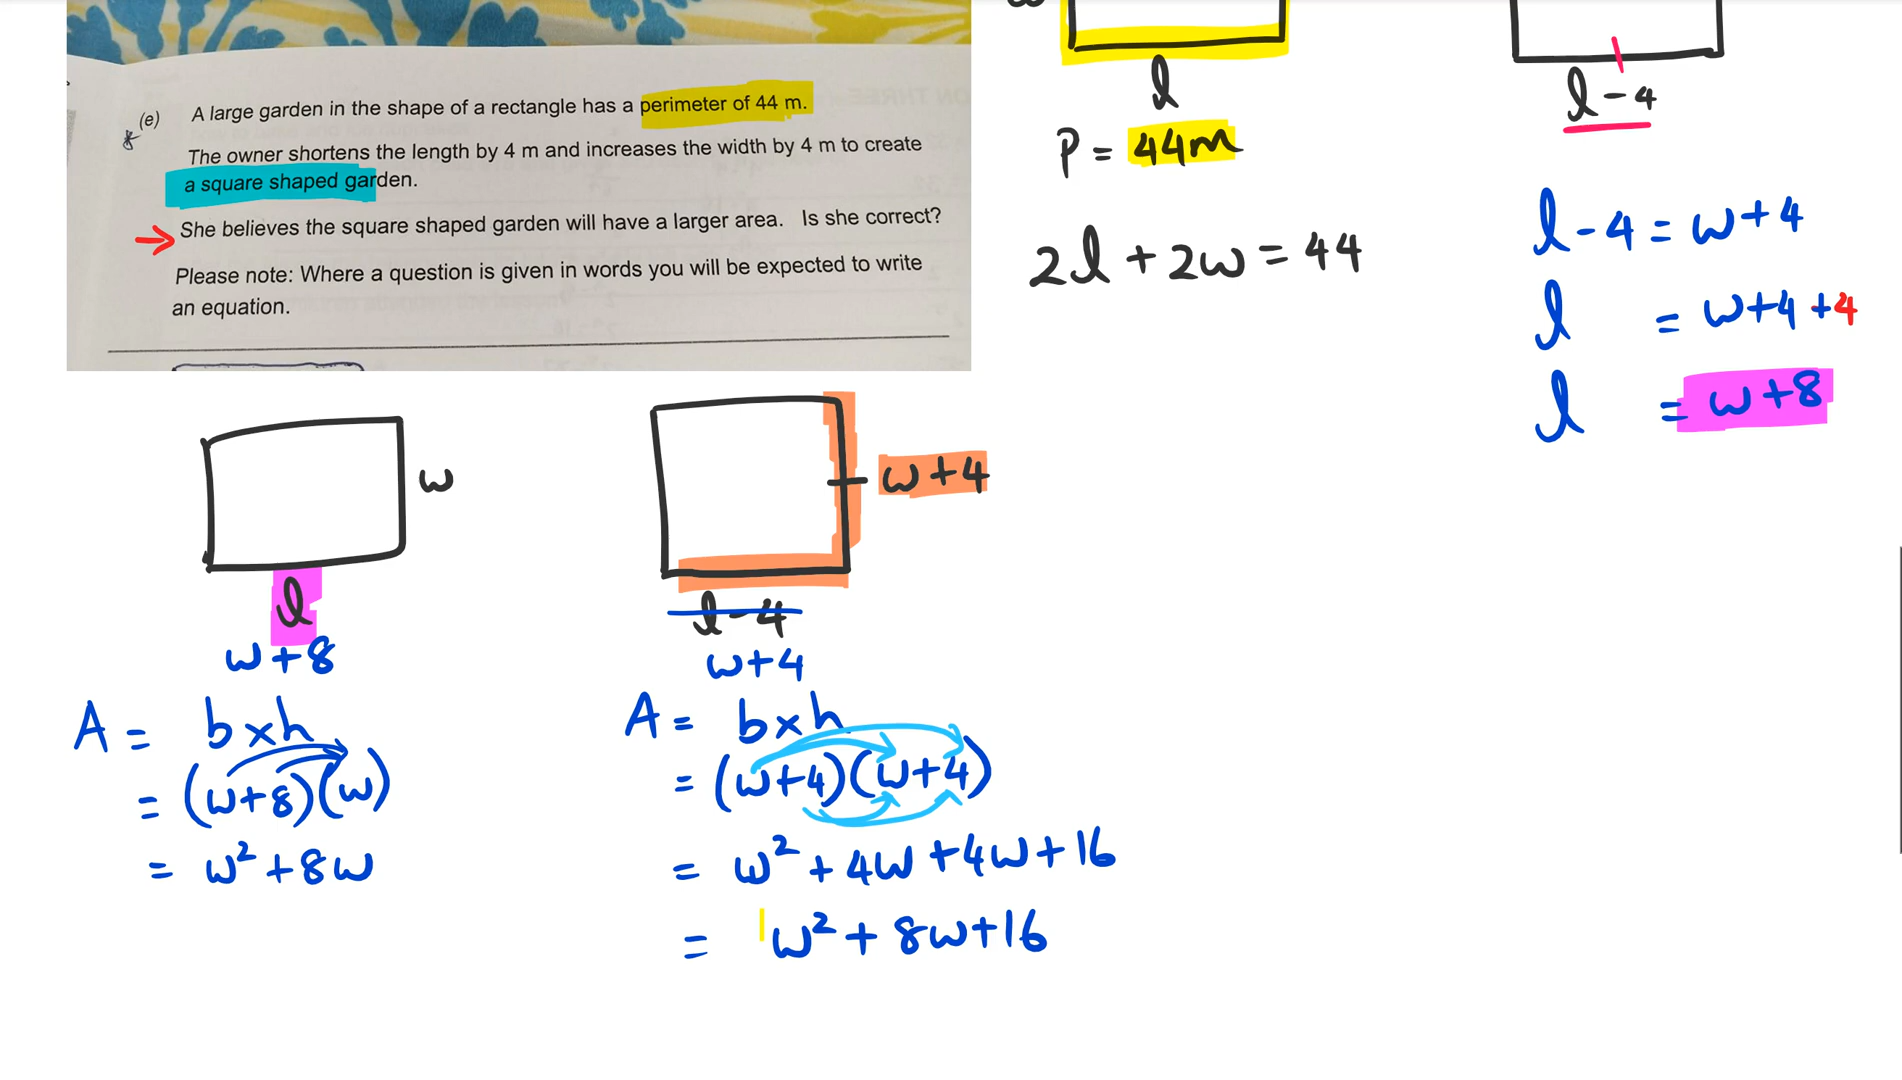 (e) A large garden in the shape of a rectangle has a perimeter of 44 m.
The owner shortens the length by 4 m and increases the width by 4 m to create
a square shaped garden.
She believes the square shaped garden will have a larger area. Is she correct?
Please note: Where a question is given in words you will be expected to write
an equation.
l
P = 44m
2l + 2w = 44
l - 4
l - 4 = w + 4
l = w + 4 + 4
l = w + 8
w
l
w + 8
A = b x h
= (w + 8)(w)
= w² + 8w
w + 4
l - 4
w + 4
A = b x h
= (w + 4)(w + 4)
= w² + 4w + 4w + 16
= w² + 8w + 16